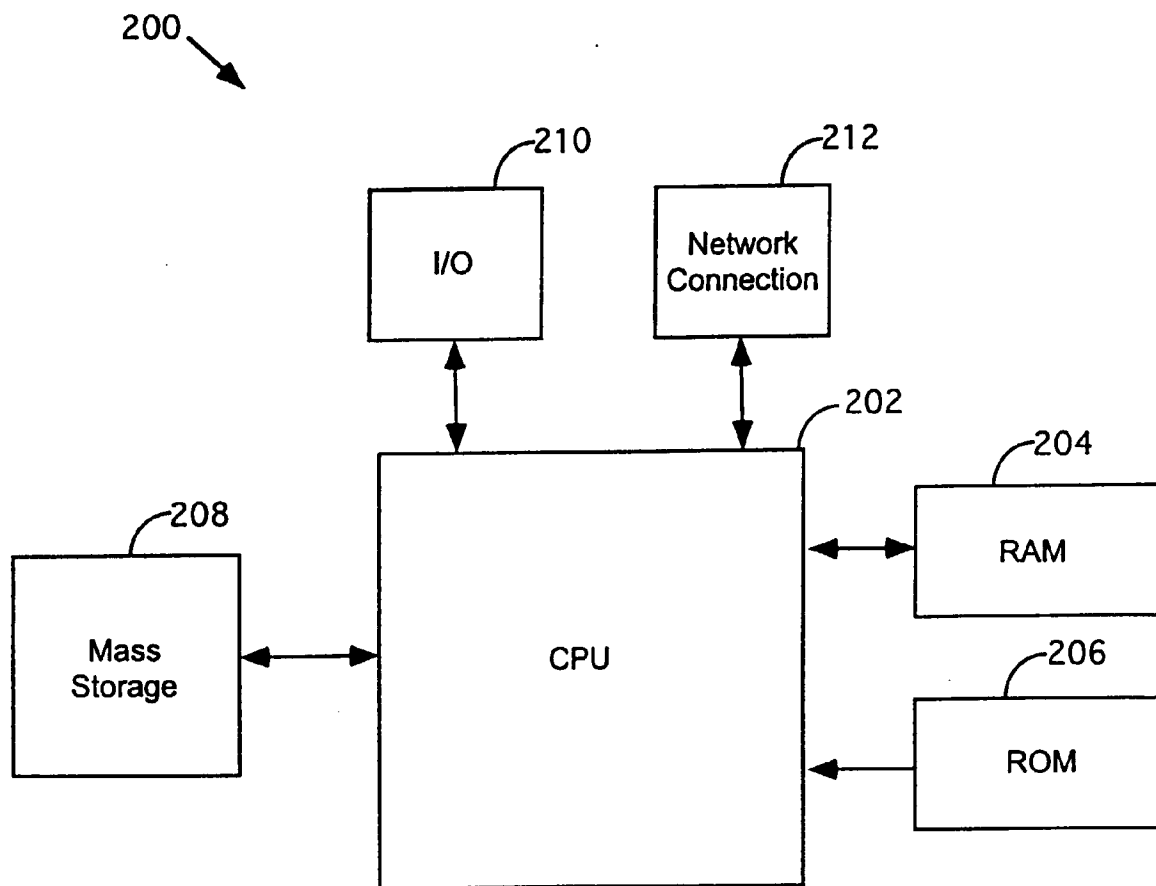 200
210
212
I/O
Network
Connection
202
204
208
RAM
Mass
Storage
CPU
206
ROM